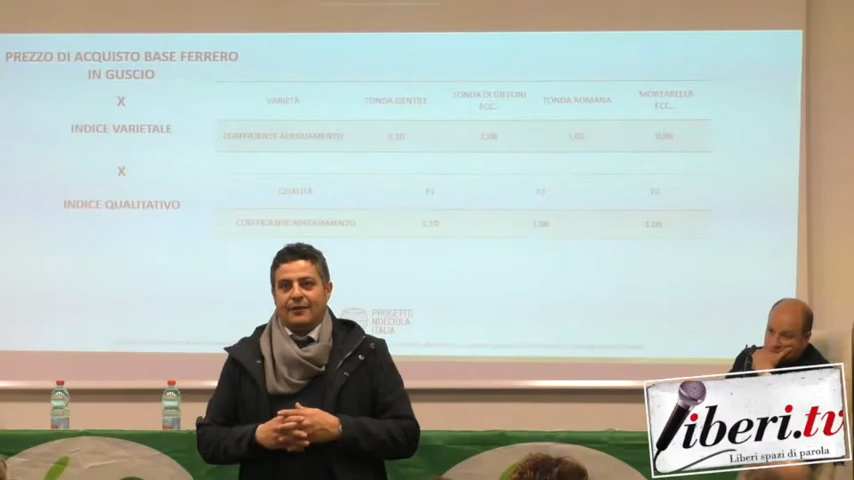 PREZZO DI ACQUISTO BASE FERRERO
IN GUSCIO
X
INDICE VARIETALE
X
INDICE QUALITATIVO
VARIETÀ TONDA GENTILE TONDA DI GIFFONI ECC.. TONDA ROMANA MORTARELLA ECC..
COEFFICIENTE ADEGUAMENTO
QUALITÀ
COEFFICIENTE ADEGUAMENTO
PROGETTO
NOCCIOLA
ITALIA
liberi.tv
Liberi spazi di parola